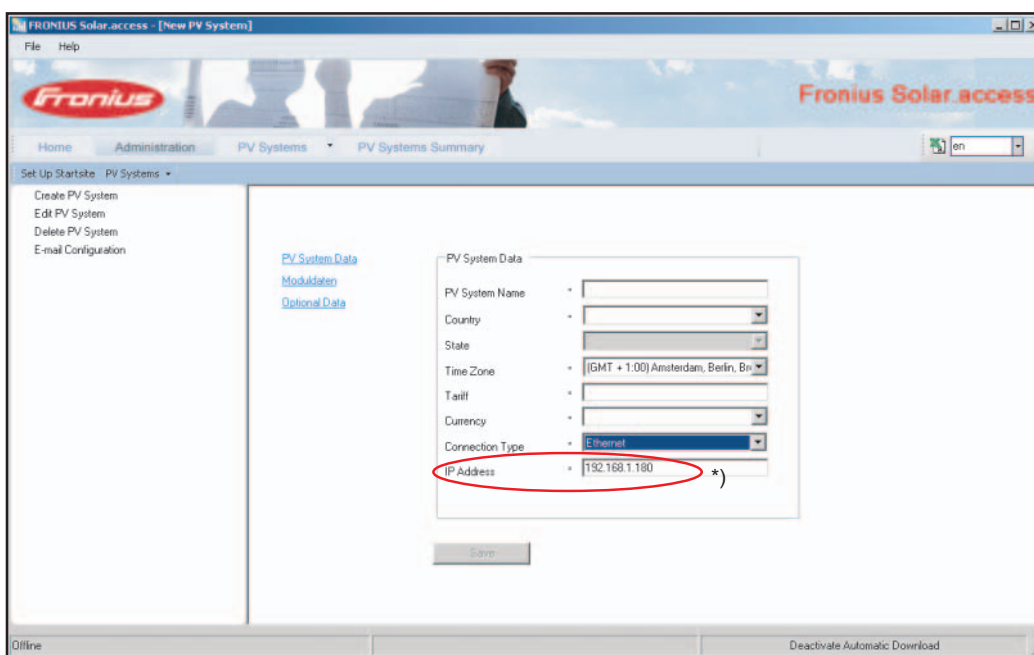 FRONIUS Solar.access - [New PV System]
File Help
Fronius
Fronius Solar.access
Home Administration PV Systems PV Systems Summary en
Set Up Startsite PV Systems
Create PV System
Edit PV System
Delete PV System
E-mail Configuration
PV System Data
Moduldaten
Optional Data
PV System Data
PV System Name *
Country *
State
Time Zone * (GMT + 1:00) Amsterdam, Berlin, Br
Tariff *
Currency *
Connection Type * Ethernet
IP Address * 192.168.1.180 *)
Save
Offline Deactivate Automatic Download